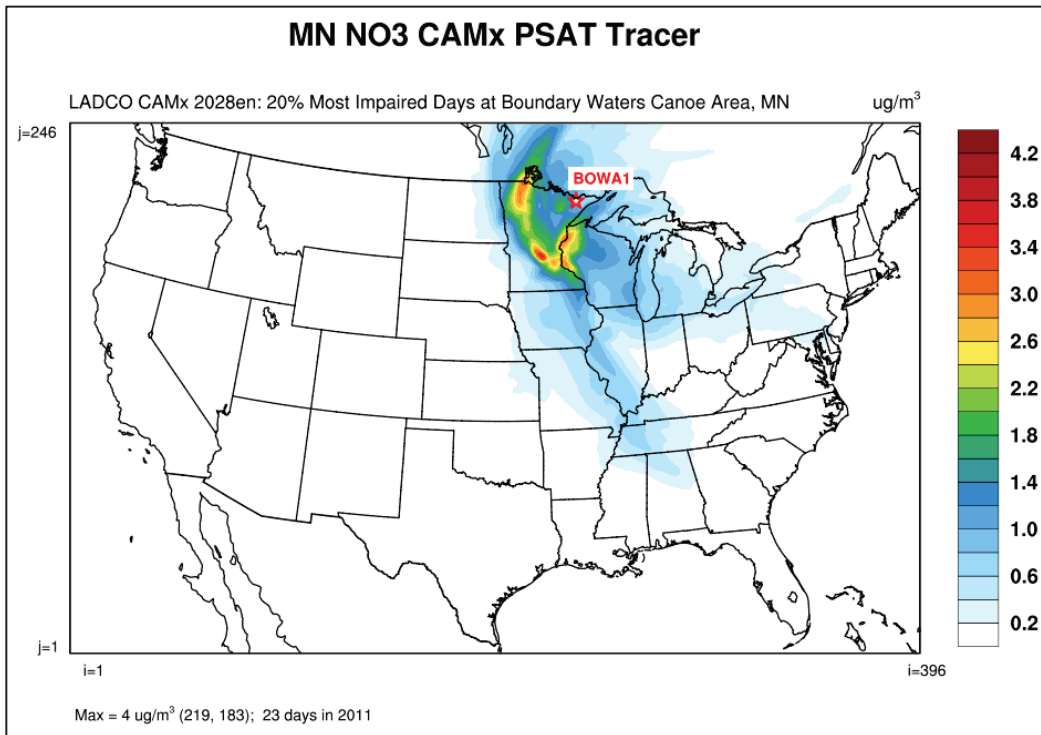 MN NO3 CAMx PSAT Tracer
LADCO CAMx 2028en: 20% Most Impaired Days at Boundary Waters Canoe Area, MN ug/m³
j=246
BOWA1
4.2
3.8
3.4
3.0
2.6
2.2
1.8
1.4
1.0
0.6
0.2
j=1
i=1 i=396
Max = 4 ug/m³ (219, 183); 23 days in 2011